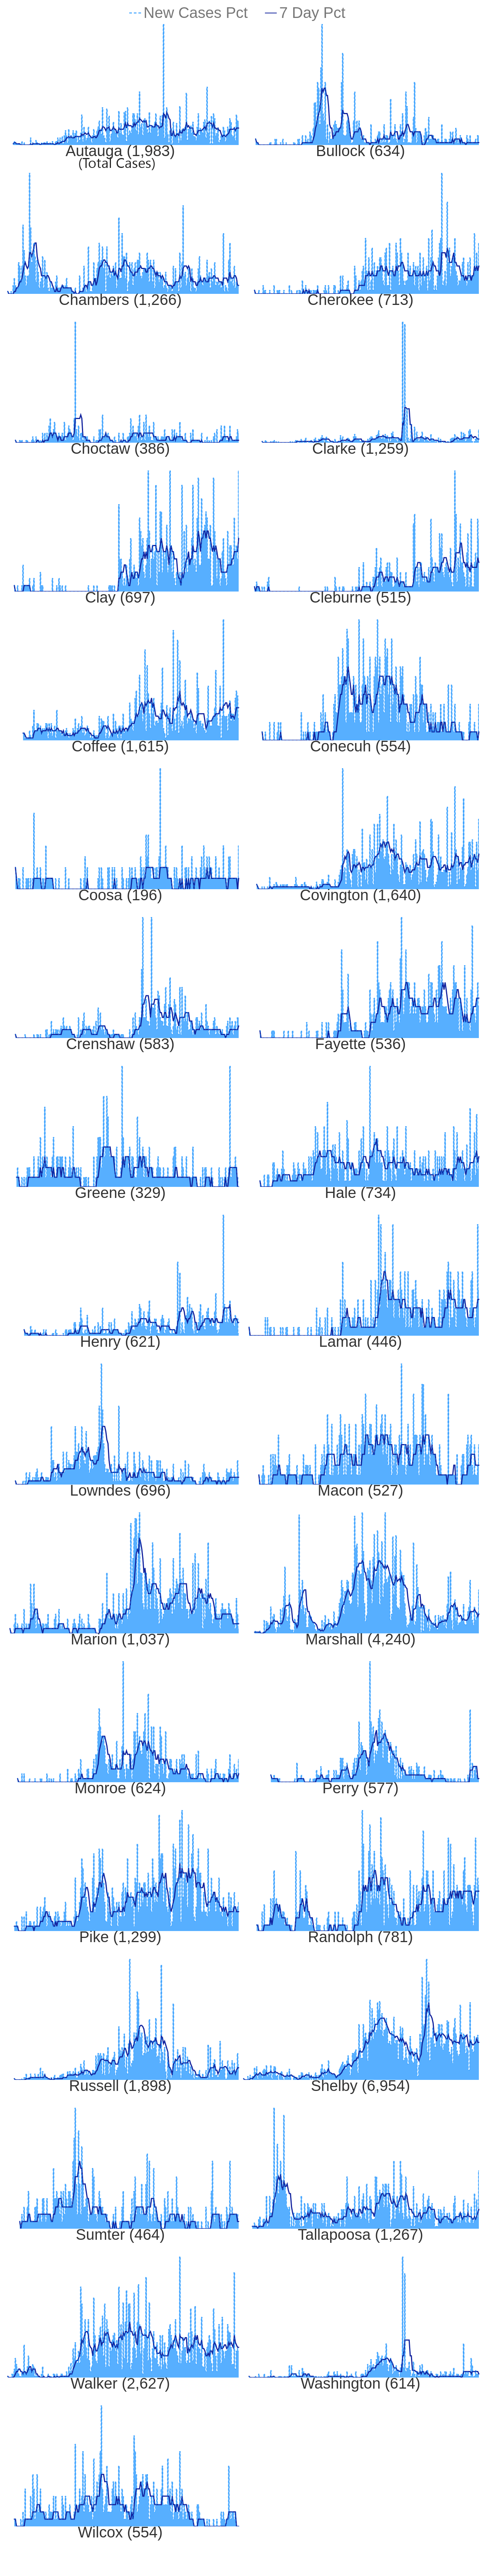 New Cases Pct 7 Day Pct
Autauga (1,983) Bullock (634)
(Total Cases)
Chambers (1,266) Cherokee (713)
Choctaw (386) Clarke (1,259)
Clay (697) Cleburne (515)
Coffee (1,615) Conecuh (554)
Coosa (196) Covington (1,640)
Crenshaw (583) Fayette (536)
Greene (329) Hale (734)
Henry (621) Lamar (446)
Lowndes (696) Macon (527)
Marion (1,037) Marshall (4,240)
Monroe (624) Perry (577)
Pike (1,299) Randolph (781)
Russell (1,898) Shelby (6,954)
Sumter (464) Tallapoosa (1,267)
Walker (2,627) Washington (614)
Wilcox (554)